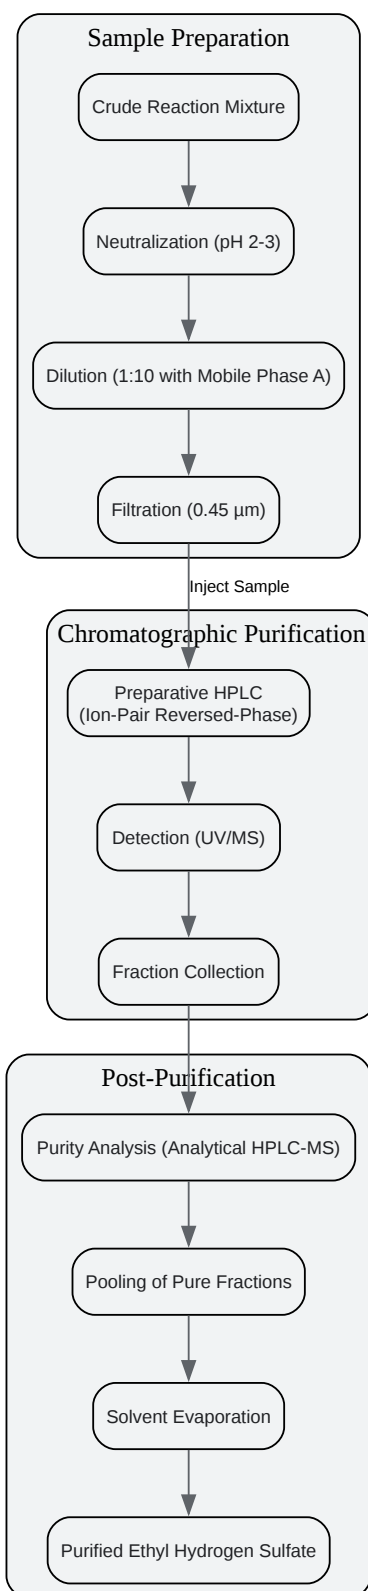 Sample Preparation
Crude Reaction Mixture
Neutralization (pH 2-3)
Dilution (1:10 with Mobile Phase A)
Filtration (0.45 µm)
Inject Sample
Chromatographic Purification
Preparative HPLC
(Ion-Pair Reversed-Phase)
Detection (UV/MS)
Fraction Collection
Post-Purification
Purity Analysis (Analytical HPLC-MS)
Pooling of Pure Fractions
Solvent Evaporation
Purified Ethyl Hydrogen Sulfate